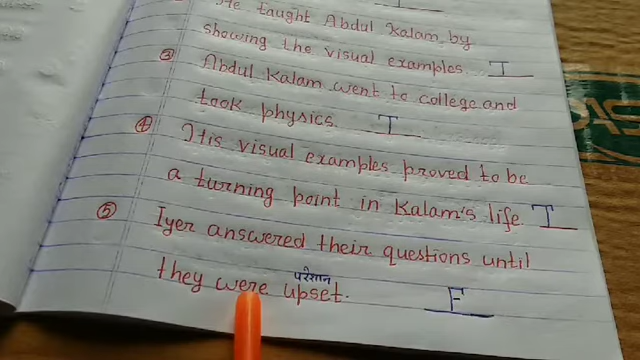 He taught Abdul Kalam by
showing the visual examples. T
③ Abdul Kalam went to college and
took physics. T
④ His visual examples proved to be
a turning point in Kalam's life T
⑤ Iyer answered their questions until
परेशान
they were upset. F